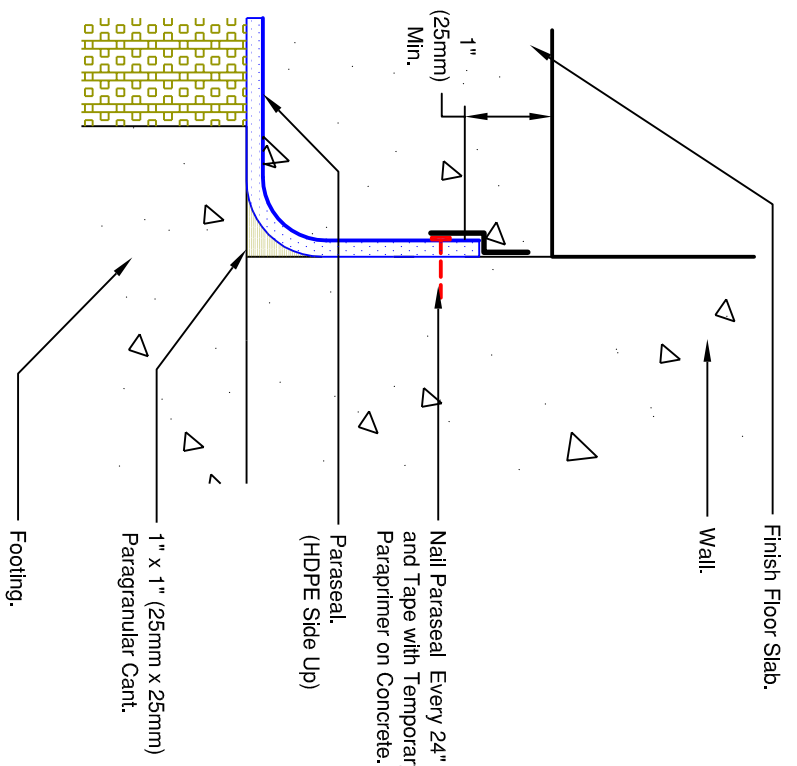 Finish Floor Slab.
Wall.
Nail Paraseal Every 24"
and Tape with Temporar
Paraprimer on Concrete.
Paraseal.
(HDPE Side Up)
1" x 1" (25mm x 25mm)
Paragranular Cant.
Footing.
1"
(25mm)
Min.